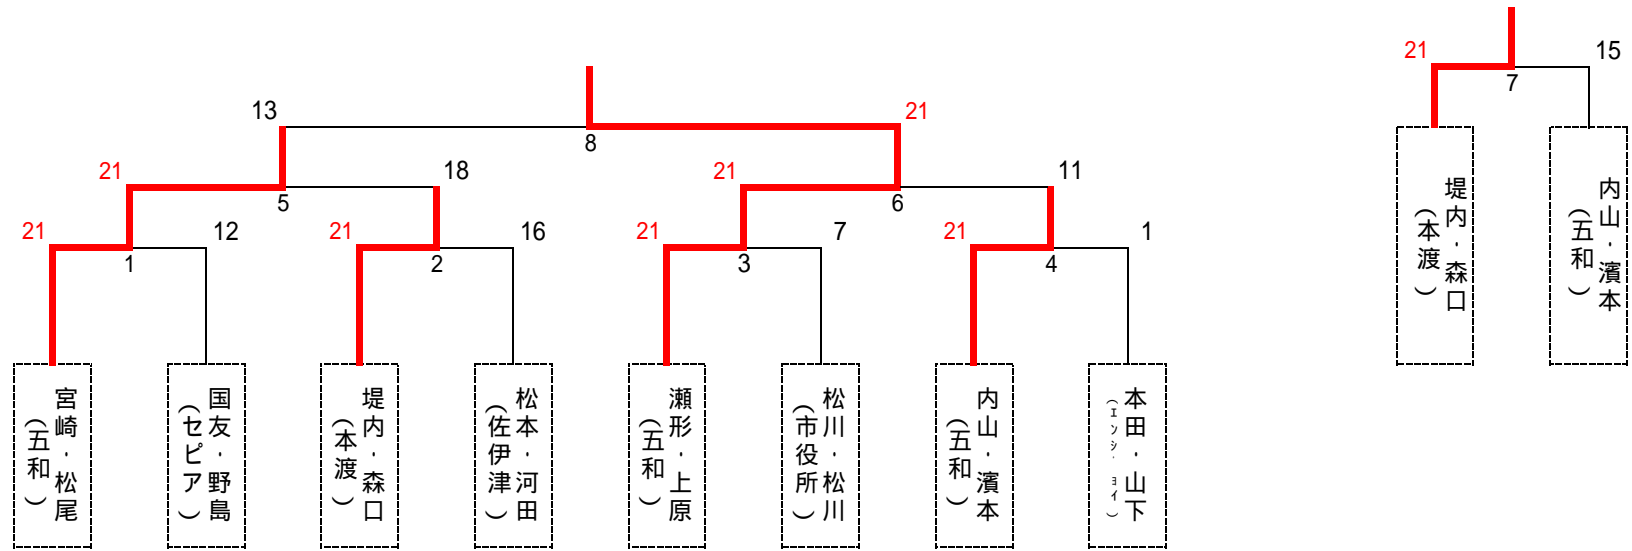 21
15
7
13
21
8
21
18
21
11
5
6
21
12
21
16
21
7
21
1
1
2
3
4
堤内・森口
(本渡)
内山・濱本
(五和)
宮崎・松尾
(五和)
国友・野島
(セピア)
堤内・森口
(本渡)
松本・河田
(佐伊津)
瀬形・上原
(五和)
松川・松川
(市役所)
内山・濱本
(五和)
本田・山下